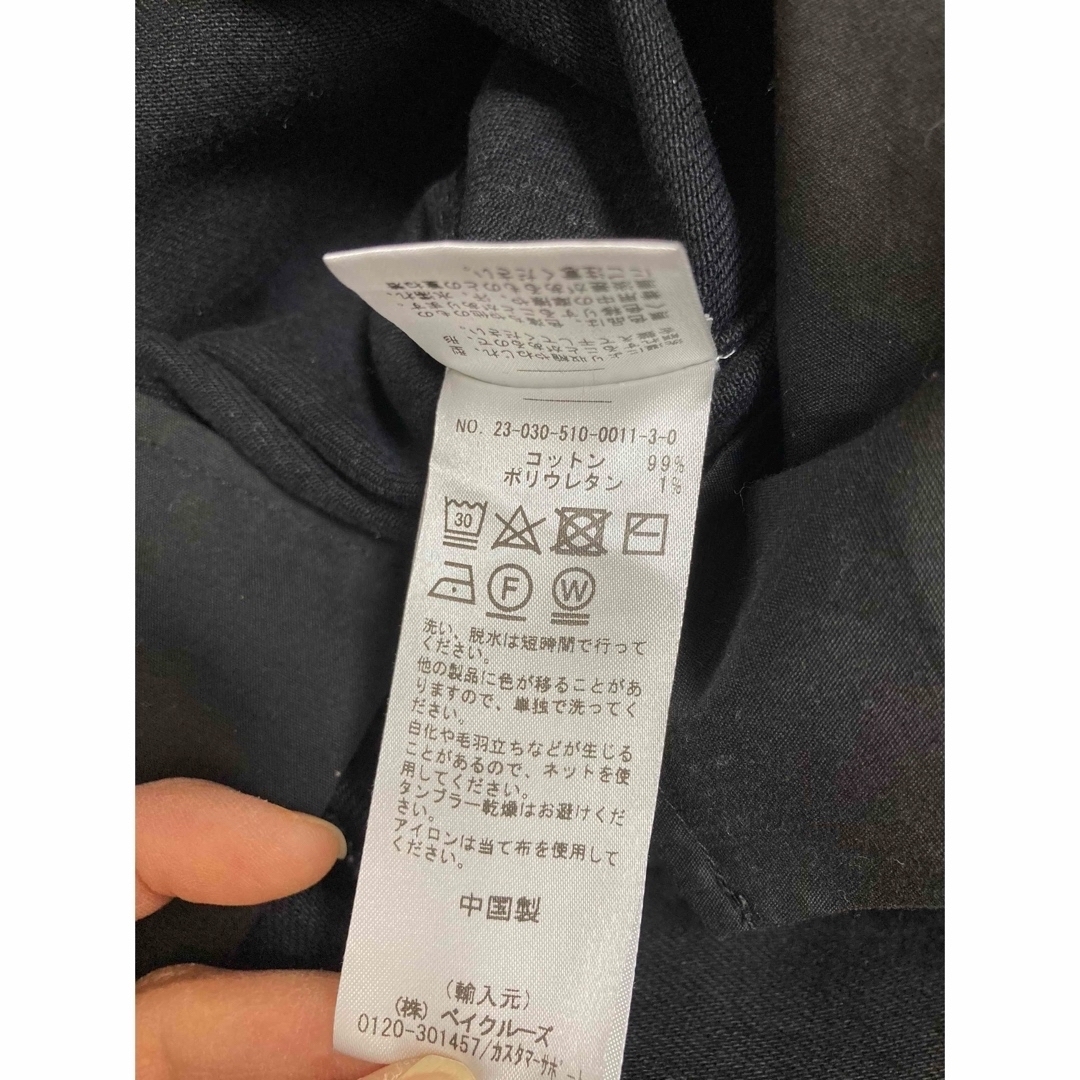 NO. 23-030-510-0011-3-0
コットン 99%
ポリウレタン 1%
30
F
W
洗い、脱水は短時間で行って
ください。
他の製品に色が移ることがあ
りますので、単独で洗ってく
ださい。
白化や毛羽立ちなどが生じる
ことがあるので、ネットを使
用してください。
タンブラー乾燥はお避けくだ
さい。
アイロンは当て布を使用して
ください。
中国製
(輸入元)
(株) ベイクルーズ
0120-301457/カスタマーサポート